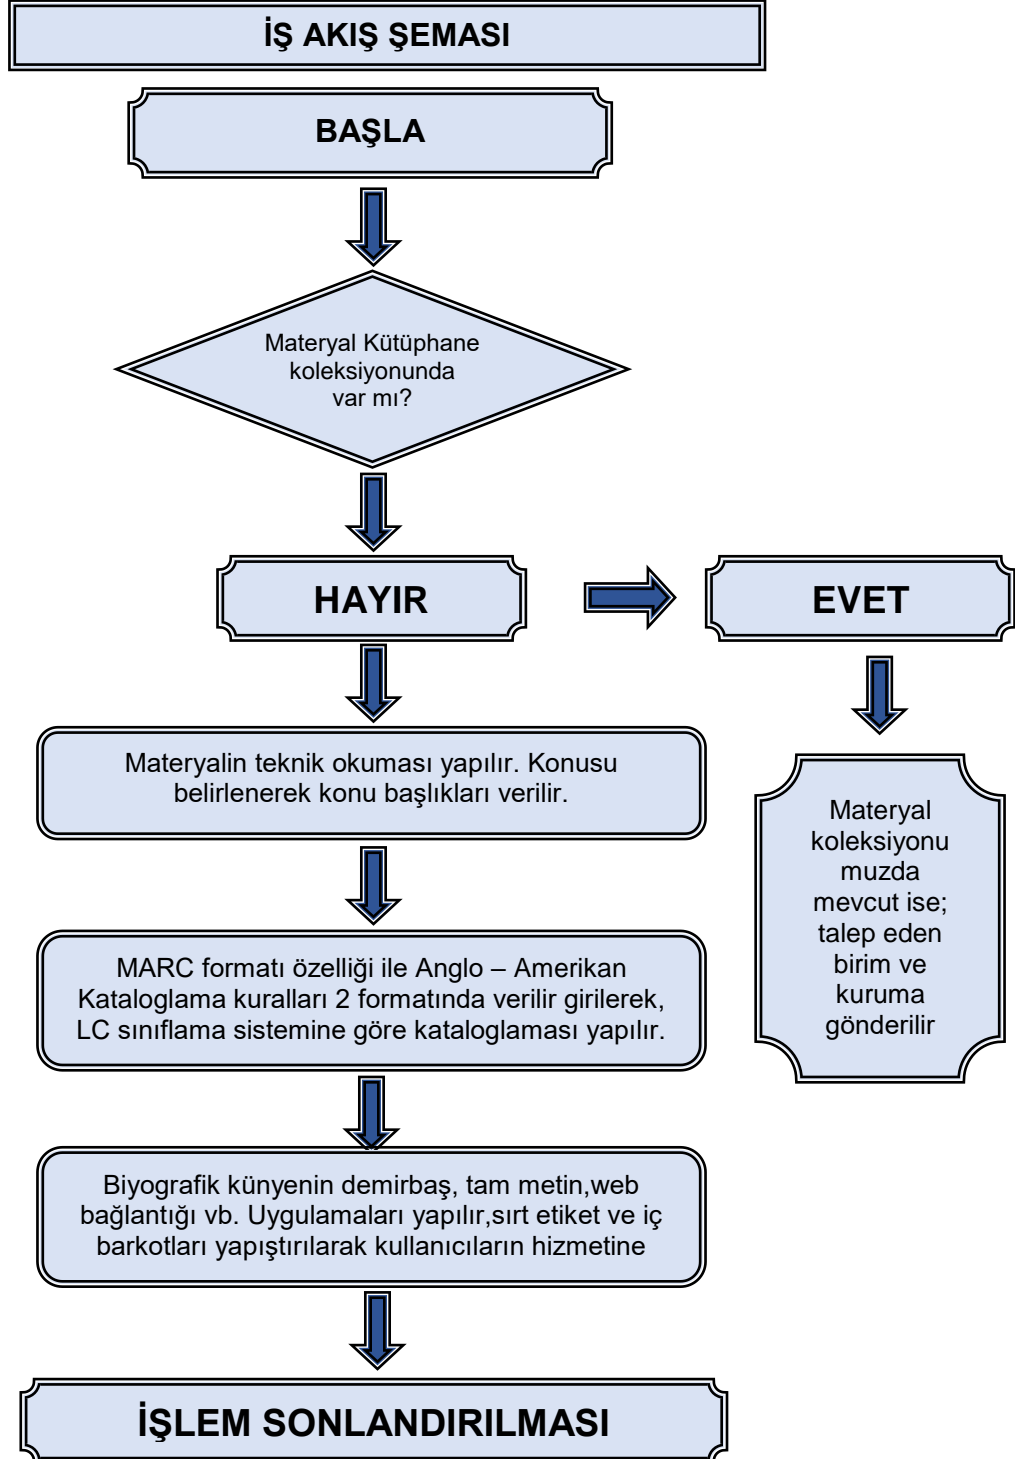 İŞ AKIŞ ŞEMASI
BAŞLA
Materyal Kütüphane
koleksiyonunda
var mı?
HAYIR
EVET
Materyalin teknik okuması yapılır. Konusu
belirlenerek konu başlıkları verilir.
MARC formatı özelliği ile Anglo – Amerikan
Kataloglama kuralları 2 formatında verilir girilerek,
LC sınıflama sistemine göre kataloglaması yapılır.
Biyografik künyenin demirbaş, tam metin,web
bağlantığı vb. Uygulamaları yapılır,sırt etiket ve iç
barkotları yapıştırılarak kullanıcıların hizmetine
Materyal
koleksiyonu
muzda
mevcut ise;
talep eden
birim ve
kuruma
gönderilir
İŞLEM SONLANDIRILMASI